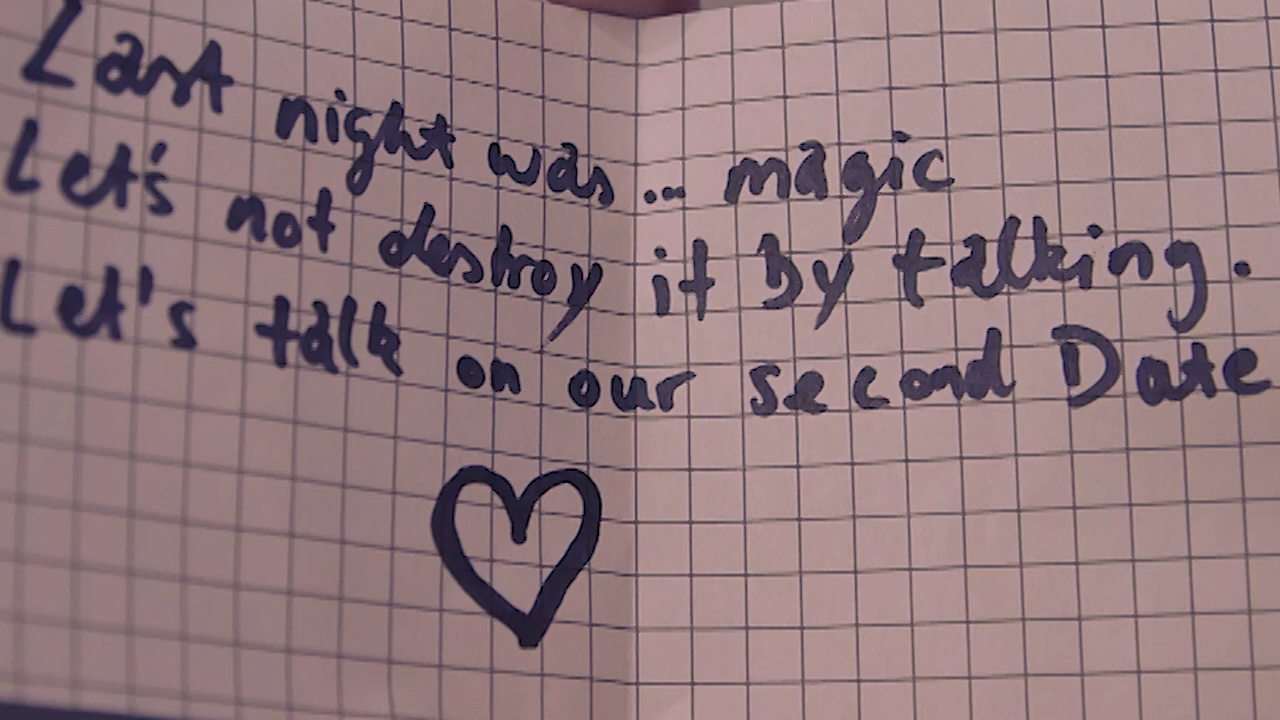 Last night was... magic
Let's not destroy it by talking.
Let's talk on our second Date